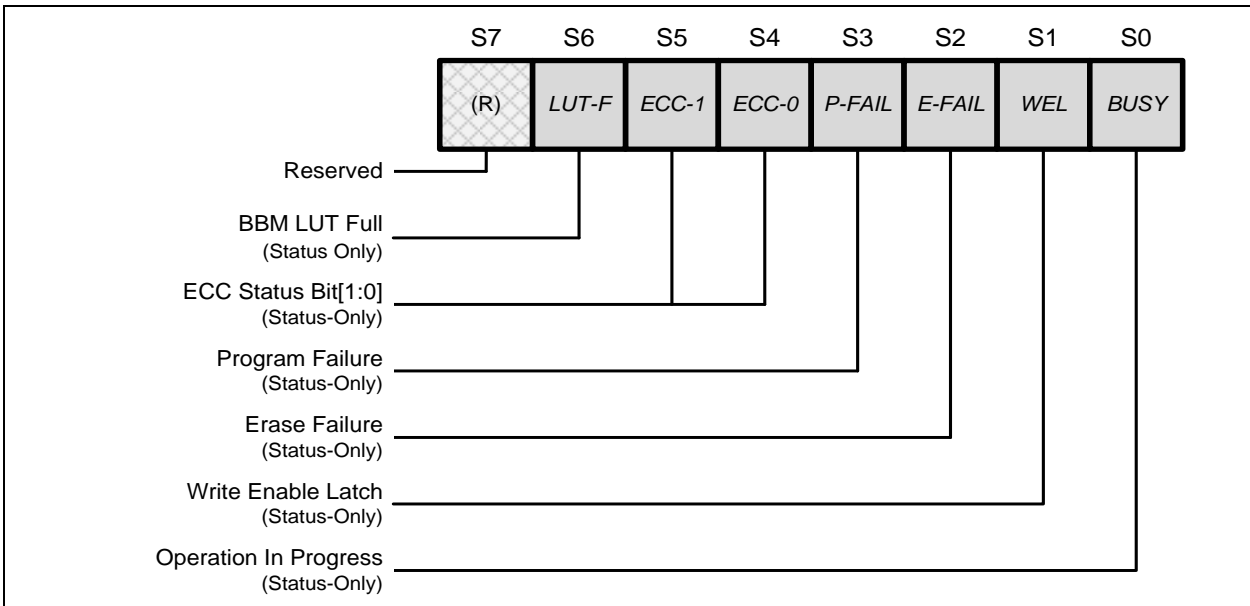 S7 S6 S5 S4 S3 S2 S1 S0
(R) LUT-F ECC-1 ECC-0 P-FAIL E-FAIL WEL BUSY
Reserved
BBM LUT Full
(Status Only)
ECC Status Bit[1:0]
(Status-Only)
Program Failure
(Status-Only)
Erase Failure
(Status-Only)
Write Enable Latch
(Status-Only)
Operation In Progress
(Status-Only)